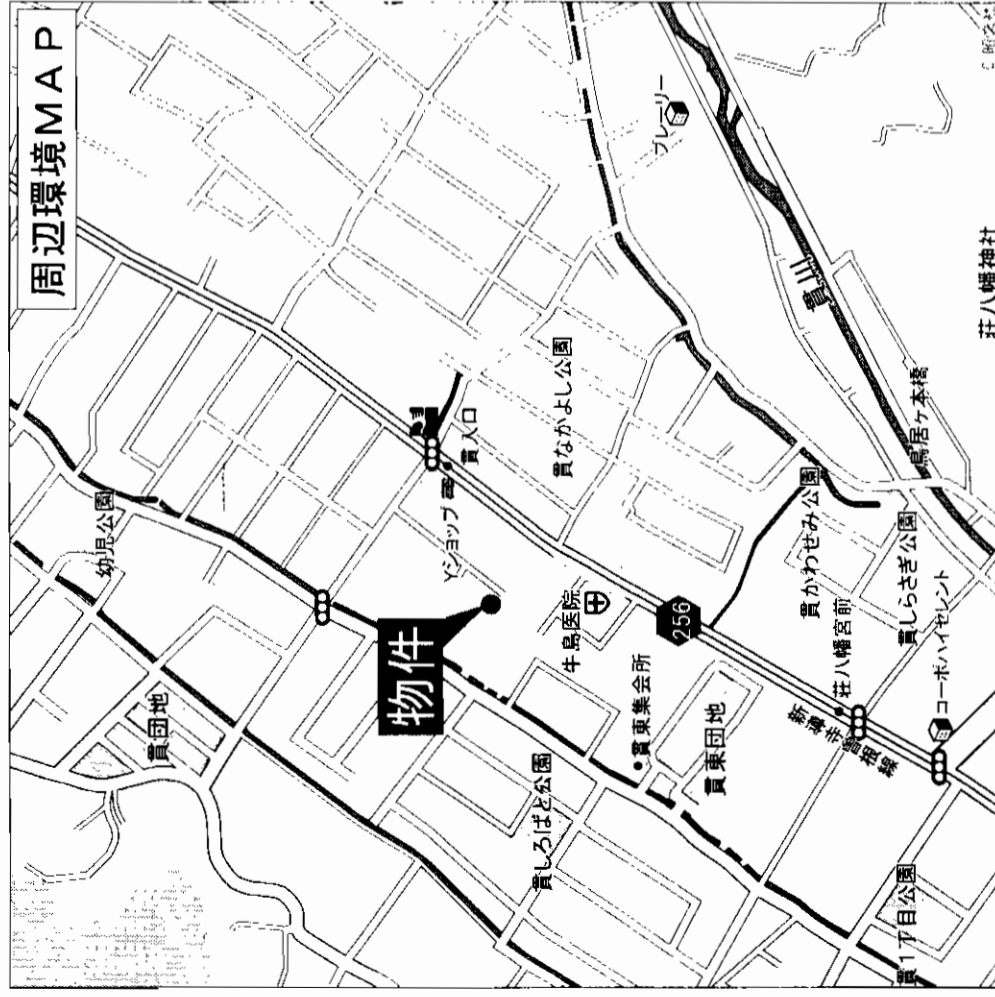 周辺環境MAP
幼児公園
貫団地
物件
Yショップ
貫入口
貫なかよし公園
プレーリー
貫川
牛島医院
256
貫しろばと公園
貫東集会所
貫東団地
貫かわせみ公園
荘八幡宮前
新道寺曽根線
貫しらさぎ公園
鳥居ヶ本橋
荘八幡神社
コーポハイセレント
貫1丁目公園